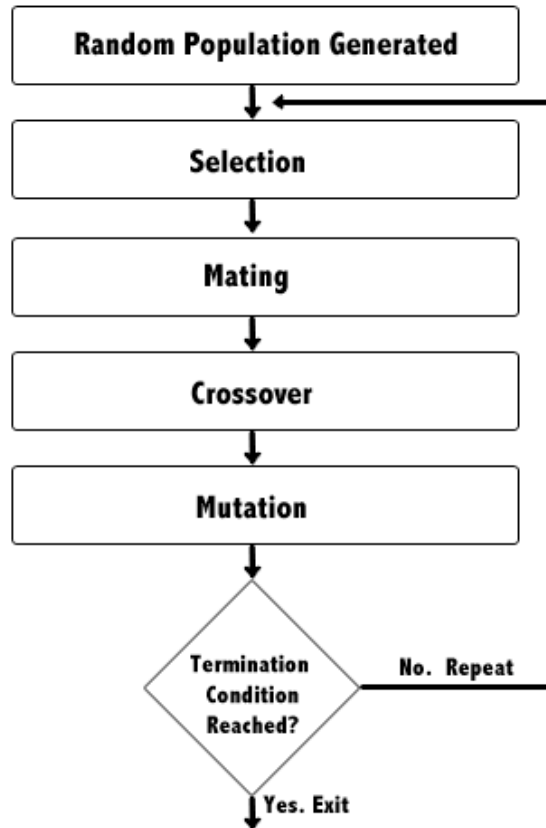 Random Population Generated
Selection
Mating
Crossover
Mutation
Termination
Condition
Reached?
No. Repeat
Yes. Exit